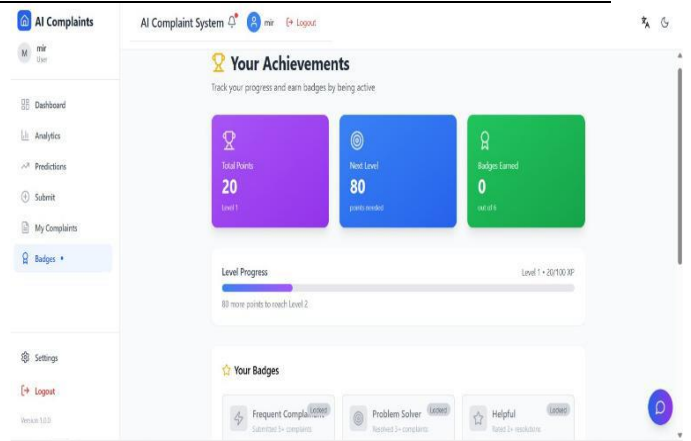 AI Complaints
M
mir
User
Dashboard
Analytics
Predictions
Submit
My Complaints
Badges
Settings
Logout
Version 1.0.0
AI Complaint System
mir
Logout
Your Achievements
Track your progress and earn badges by being active
Total Points
20
Level 1
Next Level
80
points needed
Badges Earned
0
out of 6
Level Progress
Level 1 • 20/100 XP
80 more points to reach Level 2
Your Badges
Frequent
Locked
Submitted 5+ complaints
Problem Solver
Locked
Resolved 2+ complaints
Helpful
Locked
Rated 2+ resolutions